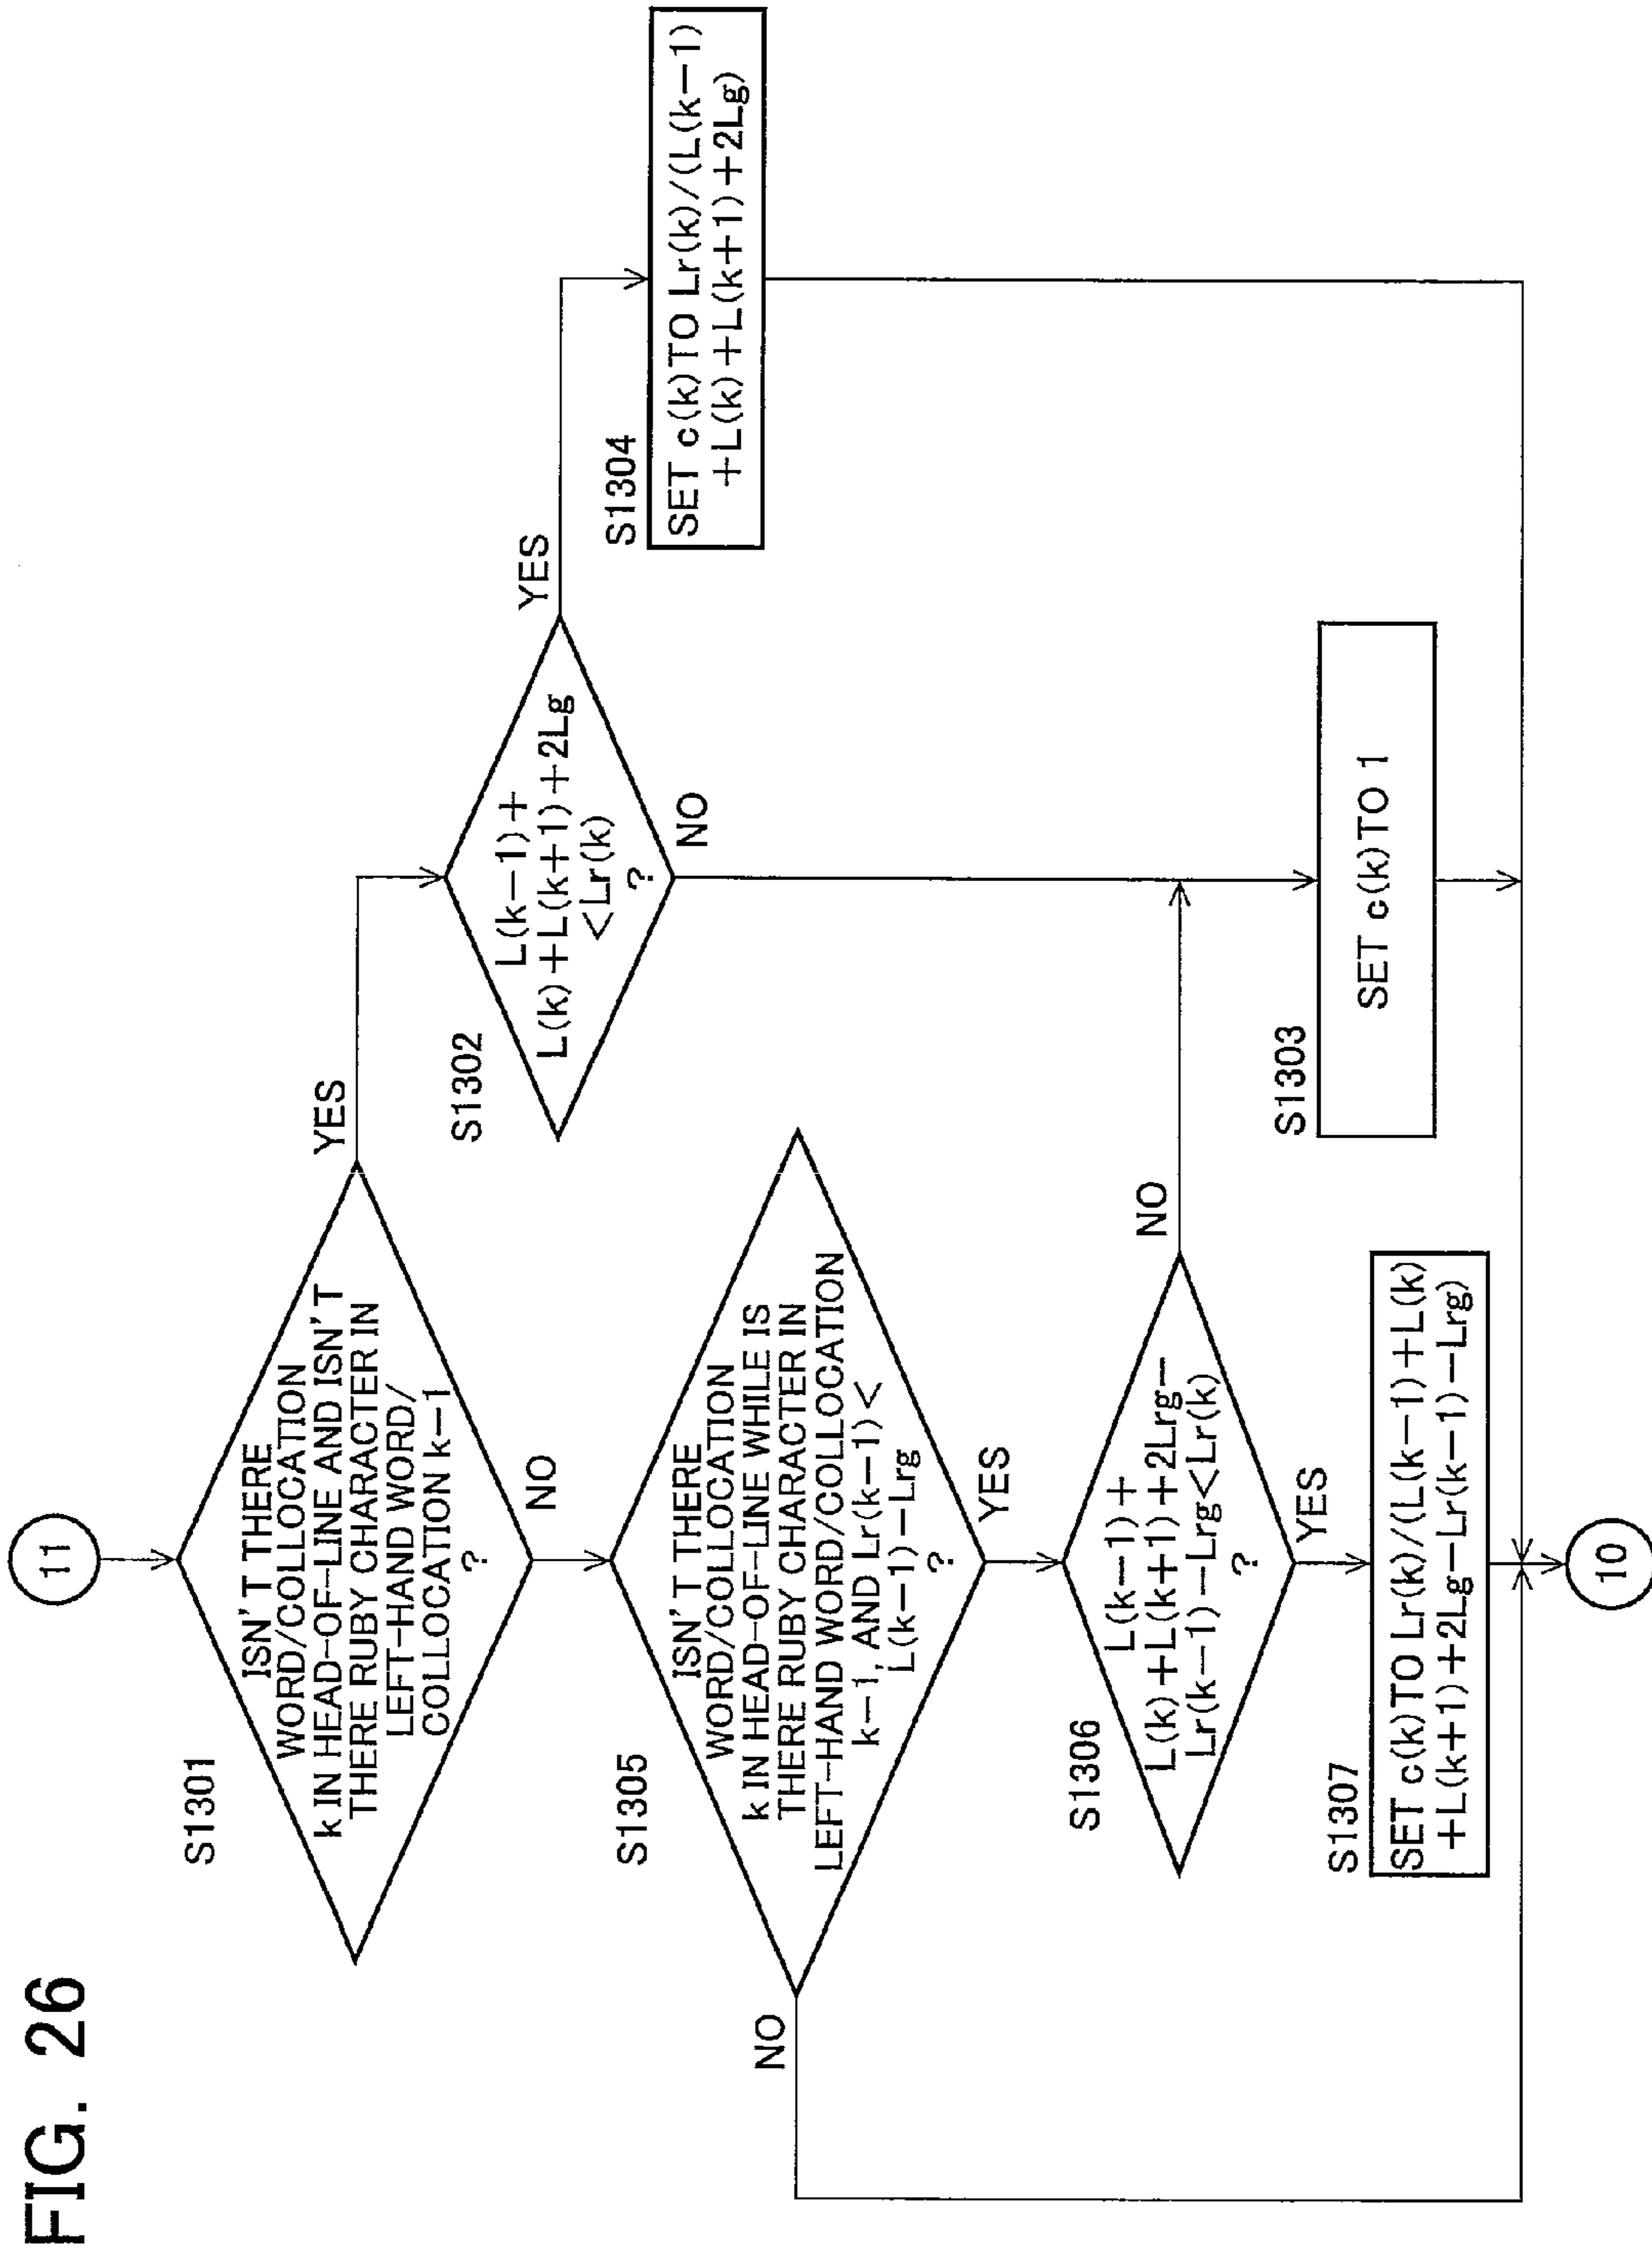 FIG. 26
11
S1301
ISN'T THERE
WORD/COLLOCATION
k IN HEAD-OF-LINE AND ISN'T
THERE RUBY CHARACTER IN
LEFT-HAND WORD/
COLLOCATION k-1
?
YES
NO
S1302
L(k-1)+
L(k)+L(k+1)+2Lg
<Lr(k)
?
YES
NO
S1304
SET c(k)TO Lr(k)/(L(k-1)
+L(k)+L(k+1)+2Lg)
S1305
ISN'T THERE
WORD/COLLOCATION
k IN HEAD-OF-LINE WHILE IS
THERE RUBY CHARACTER IN
LEFT-HAND WORD/COLLOCATION
k-1, AND Lr(k-1)<
L(k-1)-Lrg
?
NO
YES
S1306
L(k-1)+
L(k)+L(k+1)+2Lrg-
Lr(k-1)-Lrg<Lr(k)
?
NO
YES
S1303
SET c(k)TO 1
S1307
SET c(k)TO Lr(k)/(L(k-1)+L(k)
+L(k+1)+2Lg-Lr(k-1)-Lrg)
10